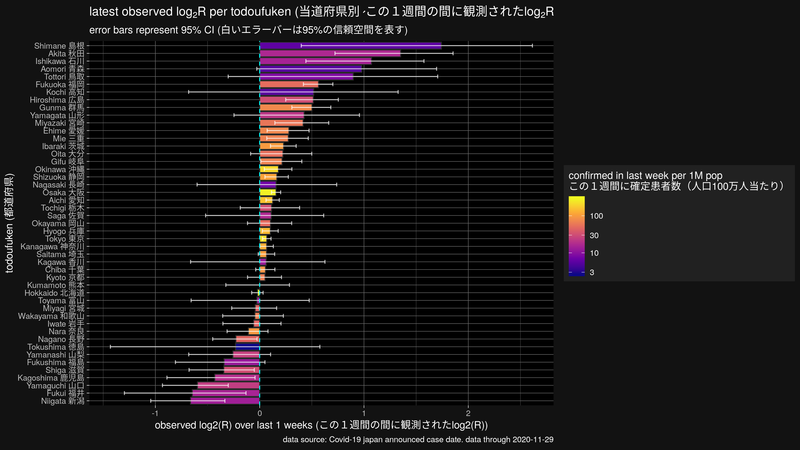 latest observed log₂R per todoufuken (当道府県別 この１週間の間に観測されたlog₂R
error bars represent 95% CI (白いエラーバーは95%の信頼空間を表す)
todoufuken (都道府県)
Shimane 島根
Akita 秋田
Ishikawa 石川
Aomori 青森
Tottori 鳥取
Fukuoka 福岡
Kochi 高知
Hiroshima 広島
Gunma 群馬
Yamagata 山形
Miyazaki 宮崎
Ehime 愛媛
Mie 三重
Ibaraki 茨城
Oita 大分
Gifu 岐阜
Okinawa 沖縄
Shizuoka 静岡
Nagasaki 長崎
Osaka 大阪
Aichi 愛知
Tochigi 栃木
Saga 佐賀
Okayama 岡山
Hyogo 兵庫
Tokyo 東京
Kanagawa 神奈川
Saitama 埼玉
Kagawa 香川
Chiba 千葉
Kyoto 京都
Kumamoto 熊本
Hokkaido 北海道
Toyama 富山
Miyagi 宮城
Wakayama 和歌山
Iwate 岩手
Nara 奈良
Nagano 長野
Tokushima 徳島
Yamanashi 山梨
Fukushima 福島
Shiga 滋賀
Kagoshima 鹿児島
Yamaguchi 山口
Fukui 福井
Niigata 新潟
-1 0 1 2
observed log2(R) over last 1 weeks (この１週間の間に観測されたlog2(R))
confirmed in last week per 1M pop
この１週間に確定患者数（人口100万人当たり）
100
30
10
3
data source: Covid-19 japan announced case date. data through 2020-11-29